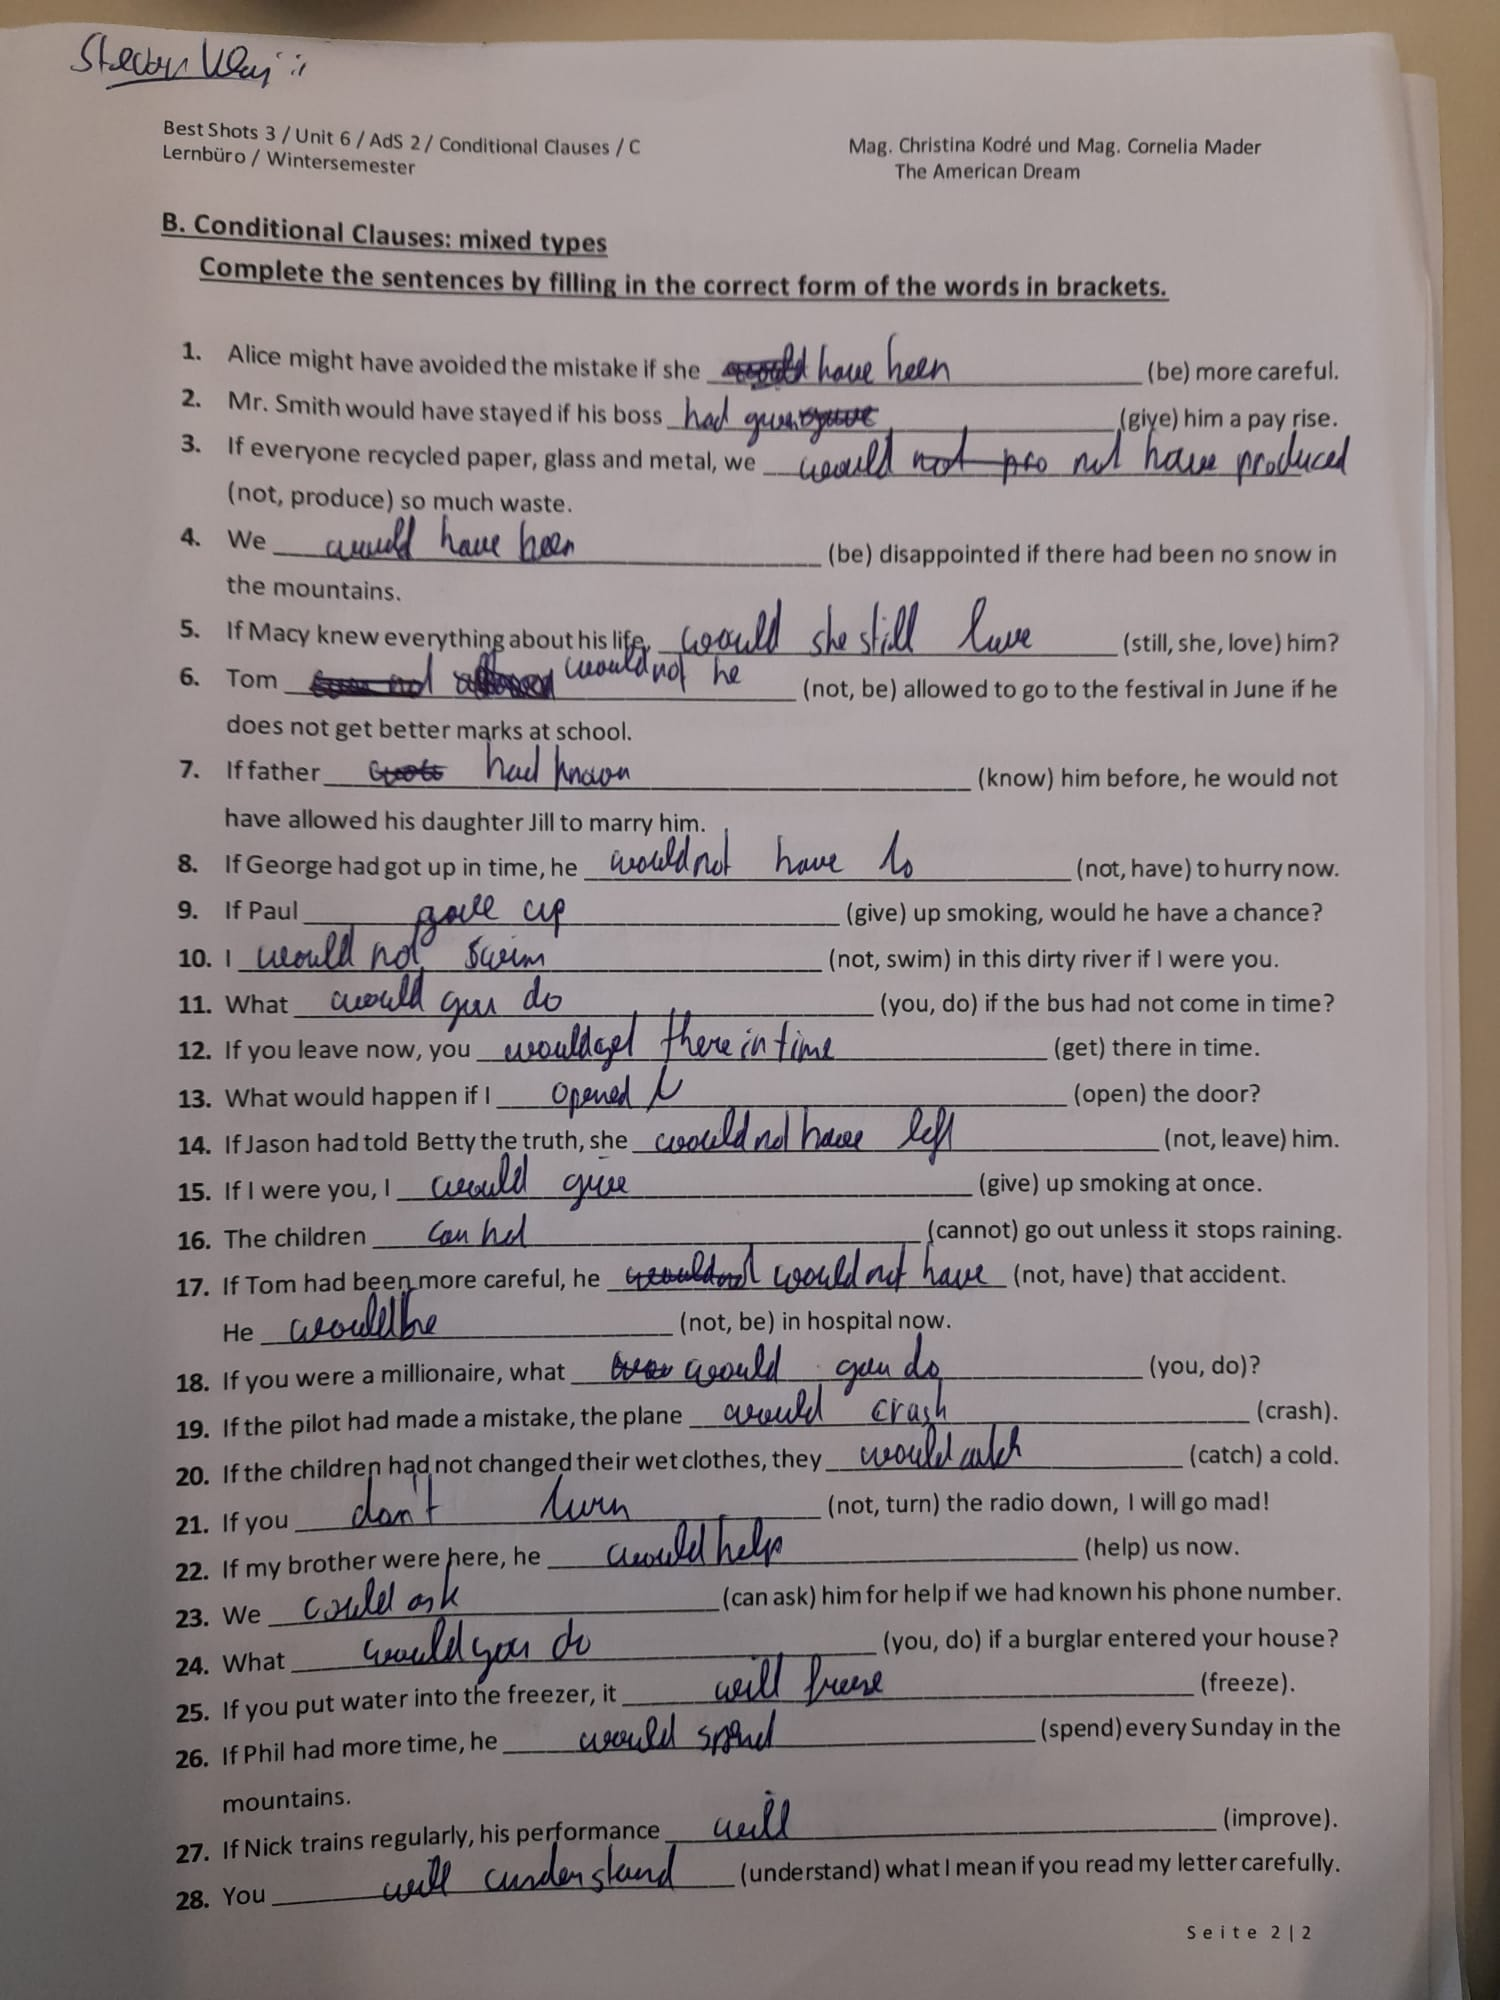 Best Shots 3 / Unit 6 / AdS 2 / Conditional Clauses / C
Mag. Christina Kodré und Mag. Cornelia Mader
Lernbüro / Wintersemester
The American Dream
B. Conditional Clauses: mixed types
Complete the sentences by filling in the correct form of the words in brackets.
1. Alice might have avoided the mistake if she have been (be) more careful.
2. Mr. Smith would have stayed if his boss had given (give) him a pay rise.
3. If everyone recycled paper, glass and metal, we would not have produced
(not, produce) so much waste.
4. We would have been (be) disappointed if there had been no snow in
the mountains.
5. If Macy knew everything about his life, would she still love (still, she, love) him?
6. Tom would not be (not, be) allowed to go to the festival in June if he
does not get better marks at school.
7. If father had known (know) him before, he would not
have allowed his daughter Jill to marry him.
8. If George had got up in time, he would not have to (not, have) to hurry now.
9. If Paul gave up (give) up smoking, would he have a chance?
10. I would not swim (not, swim) in this dirty river if I were you.
11. What would you do (you, do) if the bus had not come in time?
12. If you leave now, you would get there in time (get) there in time.
13. What would happen if I opened (open) the door?
14. If Jason had told Betty the truth, she would not have left (not, leave) him.
15. If I were you, I would give (give) up smoking at once.
16. The children can not (cannot) go out unless it stops raining.
17. If Tom had been more careful, he would not have (not, have) that accident.
He would be (not, be) in hospital now.
18. If you were a millionaire, what would you do (you, do)?
19. If the pilot had made a mistake, the plane would crash (crash).
20. If the children had not changed their wet clothes, they would catch (catch) a cold.
21. If you don't turn (not, turn) the radio down, I will go mad!
22. If my brother were here, he would help (help) us now.
23. We could ask (can ask) him for help if we had known his phone number.
24. What would you do (you, do) if a burglar entered your house?
25. If you put water into the freezer, it will freeze (freeze).
26. If Phil had more time, he would spend (spend) every Sunday in the
mountains.
27. If Nick trains regularly, his performance will (improve).
28. You will understand (understand) what I mean if you read my letter carefully.
Seite 2|2